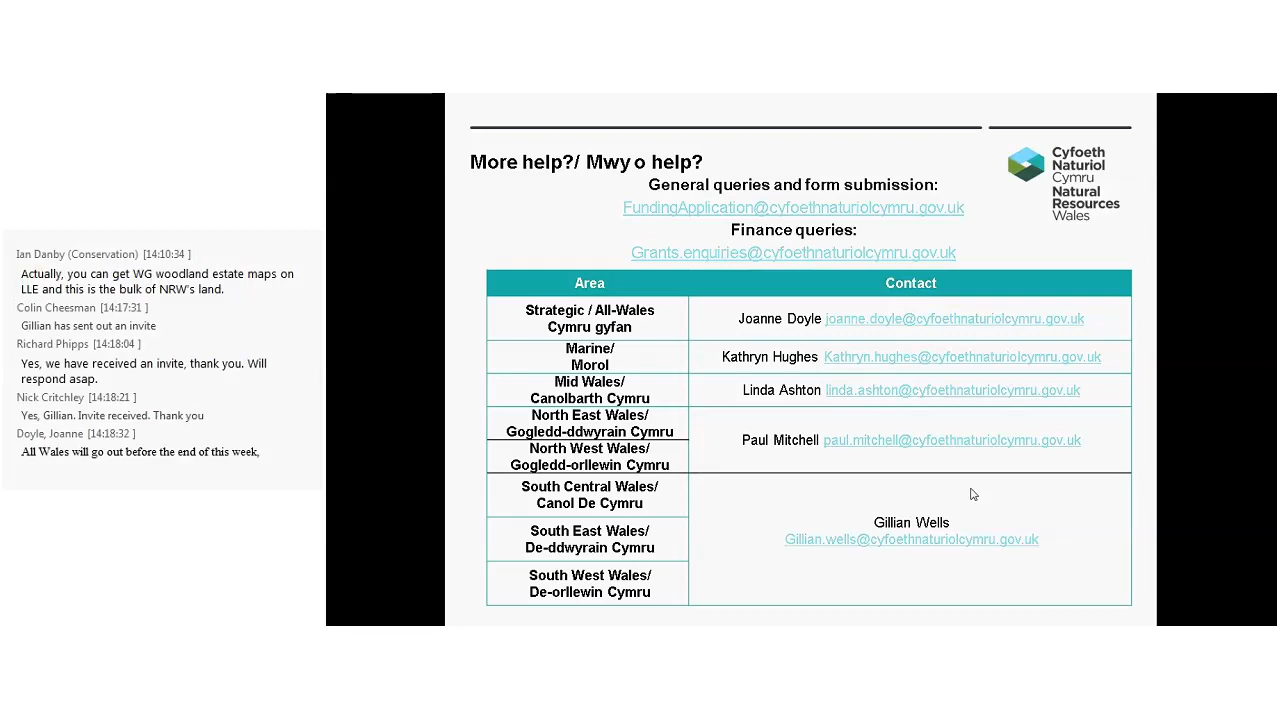 Ian Danby (Conservation) [14:10:34 ]
Actually, you can get WG woodland estate maps on
LLE and this is the bulk of NRW's land.
Colin Cheesman [14:17:31 ]
Gillian has sent out an invite
Richard Phipps [14:18:04 ]
Yes, we have received an invite, thank you. Will
respond asap.
Nick Critchley [14:18:21 ]
Yes, Gillian. Invite received. Thank you
Doyle, Joanne [14:18:32 ]
All Wales will go out before the end of this week,
More help?/ Mwy o help?
Cyfoeth
Naturiol
Cymru
Natural
Resources
Wales
General queries and form submission:
FundingApplication@cyfoethnaturiolcymru.gov.uk
Finance queries:
Grants.enquiries@cyfoethnaturiolcymru.gov.uk
Area Contact
Strategic / All-Wales
Cymru gyfan
Joanne Doyle joanne.doyle@cyfoethnaturiolcymru.gov.uk
Marine/
Morol
Kathryn Hughes Kathryn.hughes@cyfoethnaturiolcymru.gov.uk
Mid Wales/
Canolbarth Cymru
Linda Ashton linda.ashton@cyfoethnaturiolcymru.gov.uk
North East Wales/
Gogledd-ddwyrain Cymru
North West Wales/
Gogledd-orllewin Cymru
Paul Mitchell paul.mitchell@cyfoethnaturiolcymru.gov.uk
South Central Wales/
Canol De Cymru
South East Wales/
De-ddwyrain Cymru
South West Wales/
De-orllewin Cymru
Gillian Wells
Gillian.wells@cyfoethnaturiolcymru.gov.uk